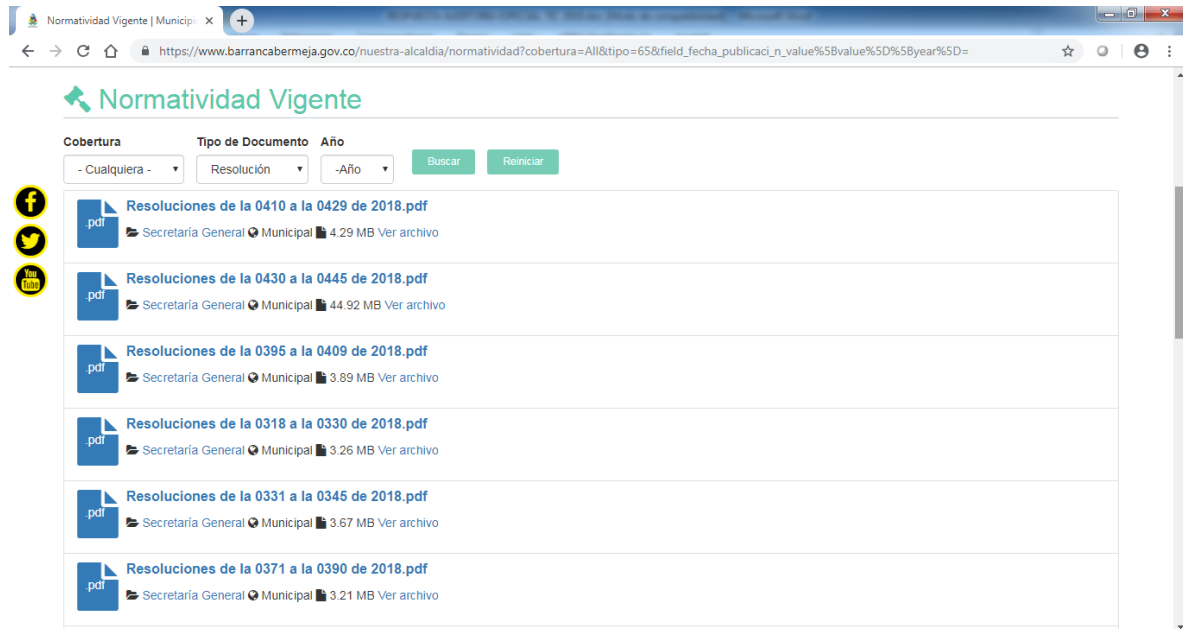 Normatividad Vigente | Municipi
https://www.barrancabermeja.gov.co/nuestra-alcaldia/normatividad?cobertura=All&tipo=65&field_fecha_publicaci_n_value%5Bvalue%5D%5Byear%5D=
Normatividad Vigente
Cobertura Tipo de Documento Año
- Cualquiera - Resolución -Año Buscar Reiniciar
.pdf Resoluciones de la 0410 a la 0429 de 2018.pdf
Secretaría General Municipal 4.29 MB Ver archivo
.pdf Resoluciones de la 0430 a la 0445 de 2018.pdf
Secretaría General Municipal 44.92 MB Ver archivo
.pdf Resoluciones de la 0395 a la 0409 de 2018.pdf
Secretaría General Municipal 3.89 MB Ver archivo
.pdf Resoluciones de la 0318 a la 0330 de 2018.pdf
Secretaría General Municipal 3.26 MB Ver archivo
.pdf Resoluciones de la 0331 a la 0345 de 2018.pdf
Secretaría General Municipal 3.67 MB Ver archivo
.pdf Resoluciones de la 0371 a la 0390 de 2018.pdf
Secretaría General Municipal 3.21 MB Ver archivo
You
Tube